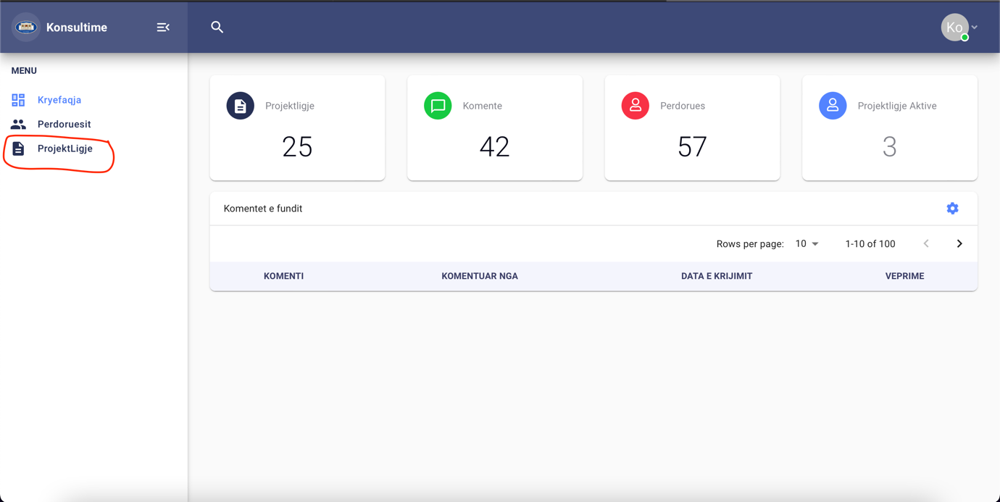 Konsultime
Ko
MENU
Kryefaqja
Perdoruesit
ProjektLigje
Projektligje
25
Komente
42
Perdorues
57
Projektligje Aktive
3
Komentet e fundit
Rows per page: 10 1-10 of 100
KOMENTI KOMENTUAR NGA DATA E KRIJIMIT VEPRIME